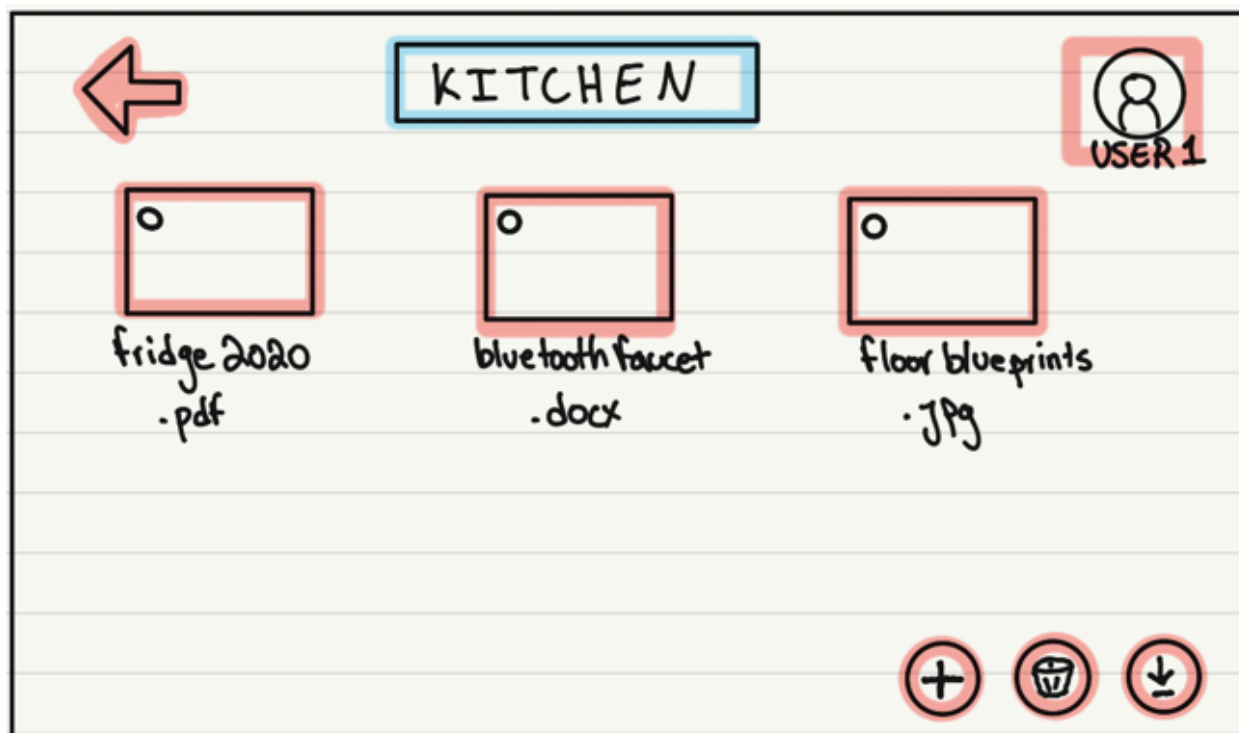 KITCHEN
USER 1
fridge 2020
.pdf
bluetooth faucet
.docx
floor blueprints
.jpg